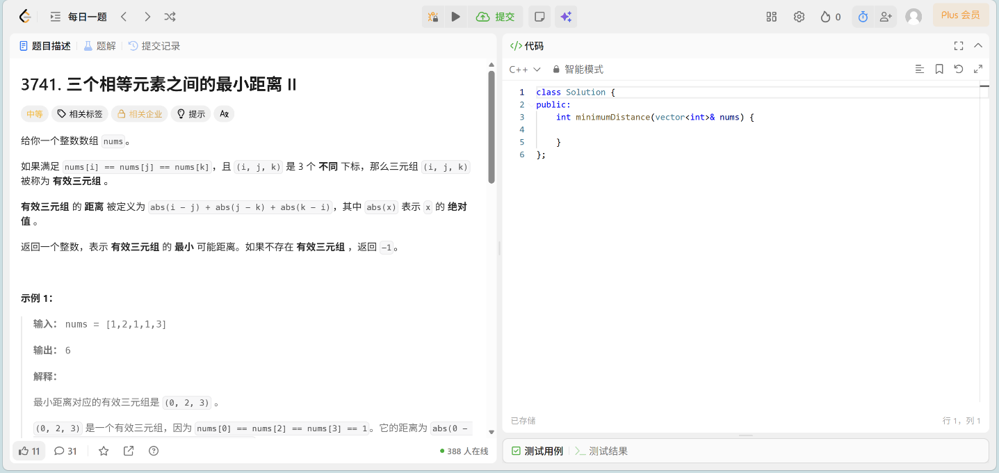 每日一题
提交
0
Plus 会员
题目描述
题解
提交记录
3741. 三个相等元素之间的最小距离 II
中等
相关标签
相关企业
提示
给你一个整数数组 nums。
如果满足 nums[i] == nums[j] == nums[k]，且 (i, j, k) 是 3 个 不同 下标，那么三元组 (i, j, k)
被称为 有效三元组 。
有效三元组 的 距离 被定义为 abs(i - j) + abs(j - k) + abs(k - i)，其中 abs(x) 表示 x 的 绝对
值 。
返回一个整数，表示 有效三元组 的 最小 可能距离。如果不存在 有效三元组 ，返回 -1。
示例 1：
输入： nums = [1,2,1,1,3]
输出： 6
解释：
最小距离对应的有效三元组是 (0, 2, 3) 。
(0, 2, 3) 是一个有效三元组，因为 nums[0] == nums[2] == nums[3] == 1。它的距离为 abs(0 -
11
31
388 人在线
</> 代码
C++
智能模式
1 class Solution {
2 public:
3     int minimumDistance(vector<int>& nums) {
4
5     }
6 };
已存储
行 1，列 1
测试用例
测试结果